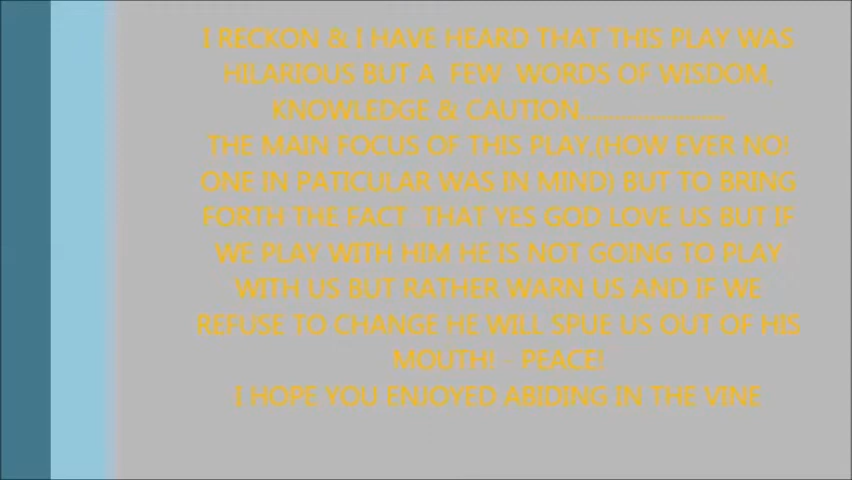 I RECKON & I HAVE HEARD THAT THIS PLAY WAS
HILARIOUS BUT A FEW WORDS OF WISDOM,
KNOWLEDGE & CAUTION......................
THE MAIN FOCUS OF THIS PLAY,(HOW EVER NO!
ONE IN PATICULAR WAS IN MIND) BUT TO BRING
FORTH THE FACT THAT YES GOD LOVE US BUT IF
WE PLAY WITH HIM HE IS NOT GOING TO PLAY
WITH US BUT RATHER WARN US AND IF WE
REFUSE TO CHANGE HE WILL SPUE US OUT OF HIS
MOUTH! - PEACE!
I HOPE YOU ENJOYED ABIDING IN THE VINE